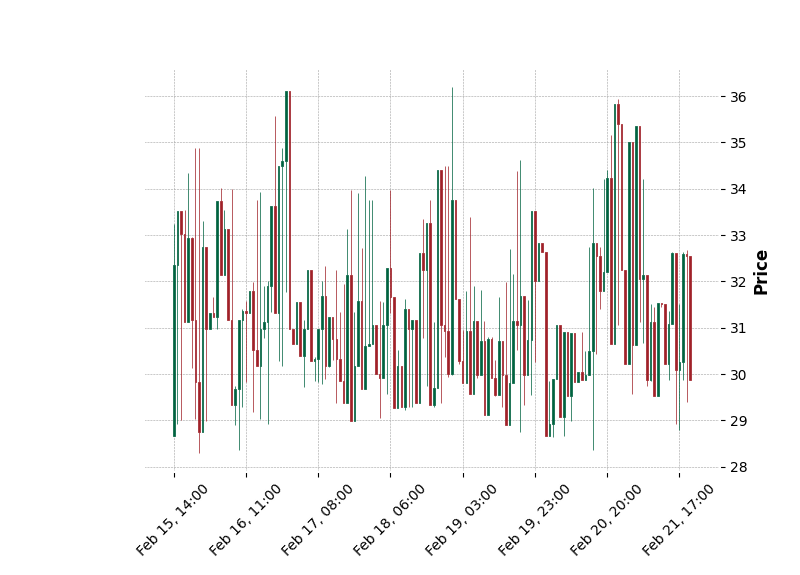 36
35
34
33
32
31
30
29
28
Price
Feb 15, 14:00
Feb 16, 11:00
Feb 17, 08:00
Feb 18, 06:00
Feb 19, 03:00
Feb 19, 23:00
Feb 20, 20:00
Feb 21, 17:00